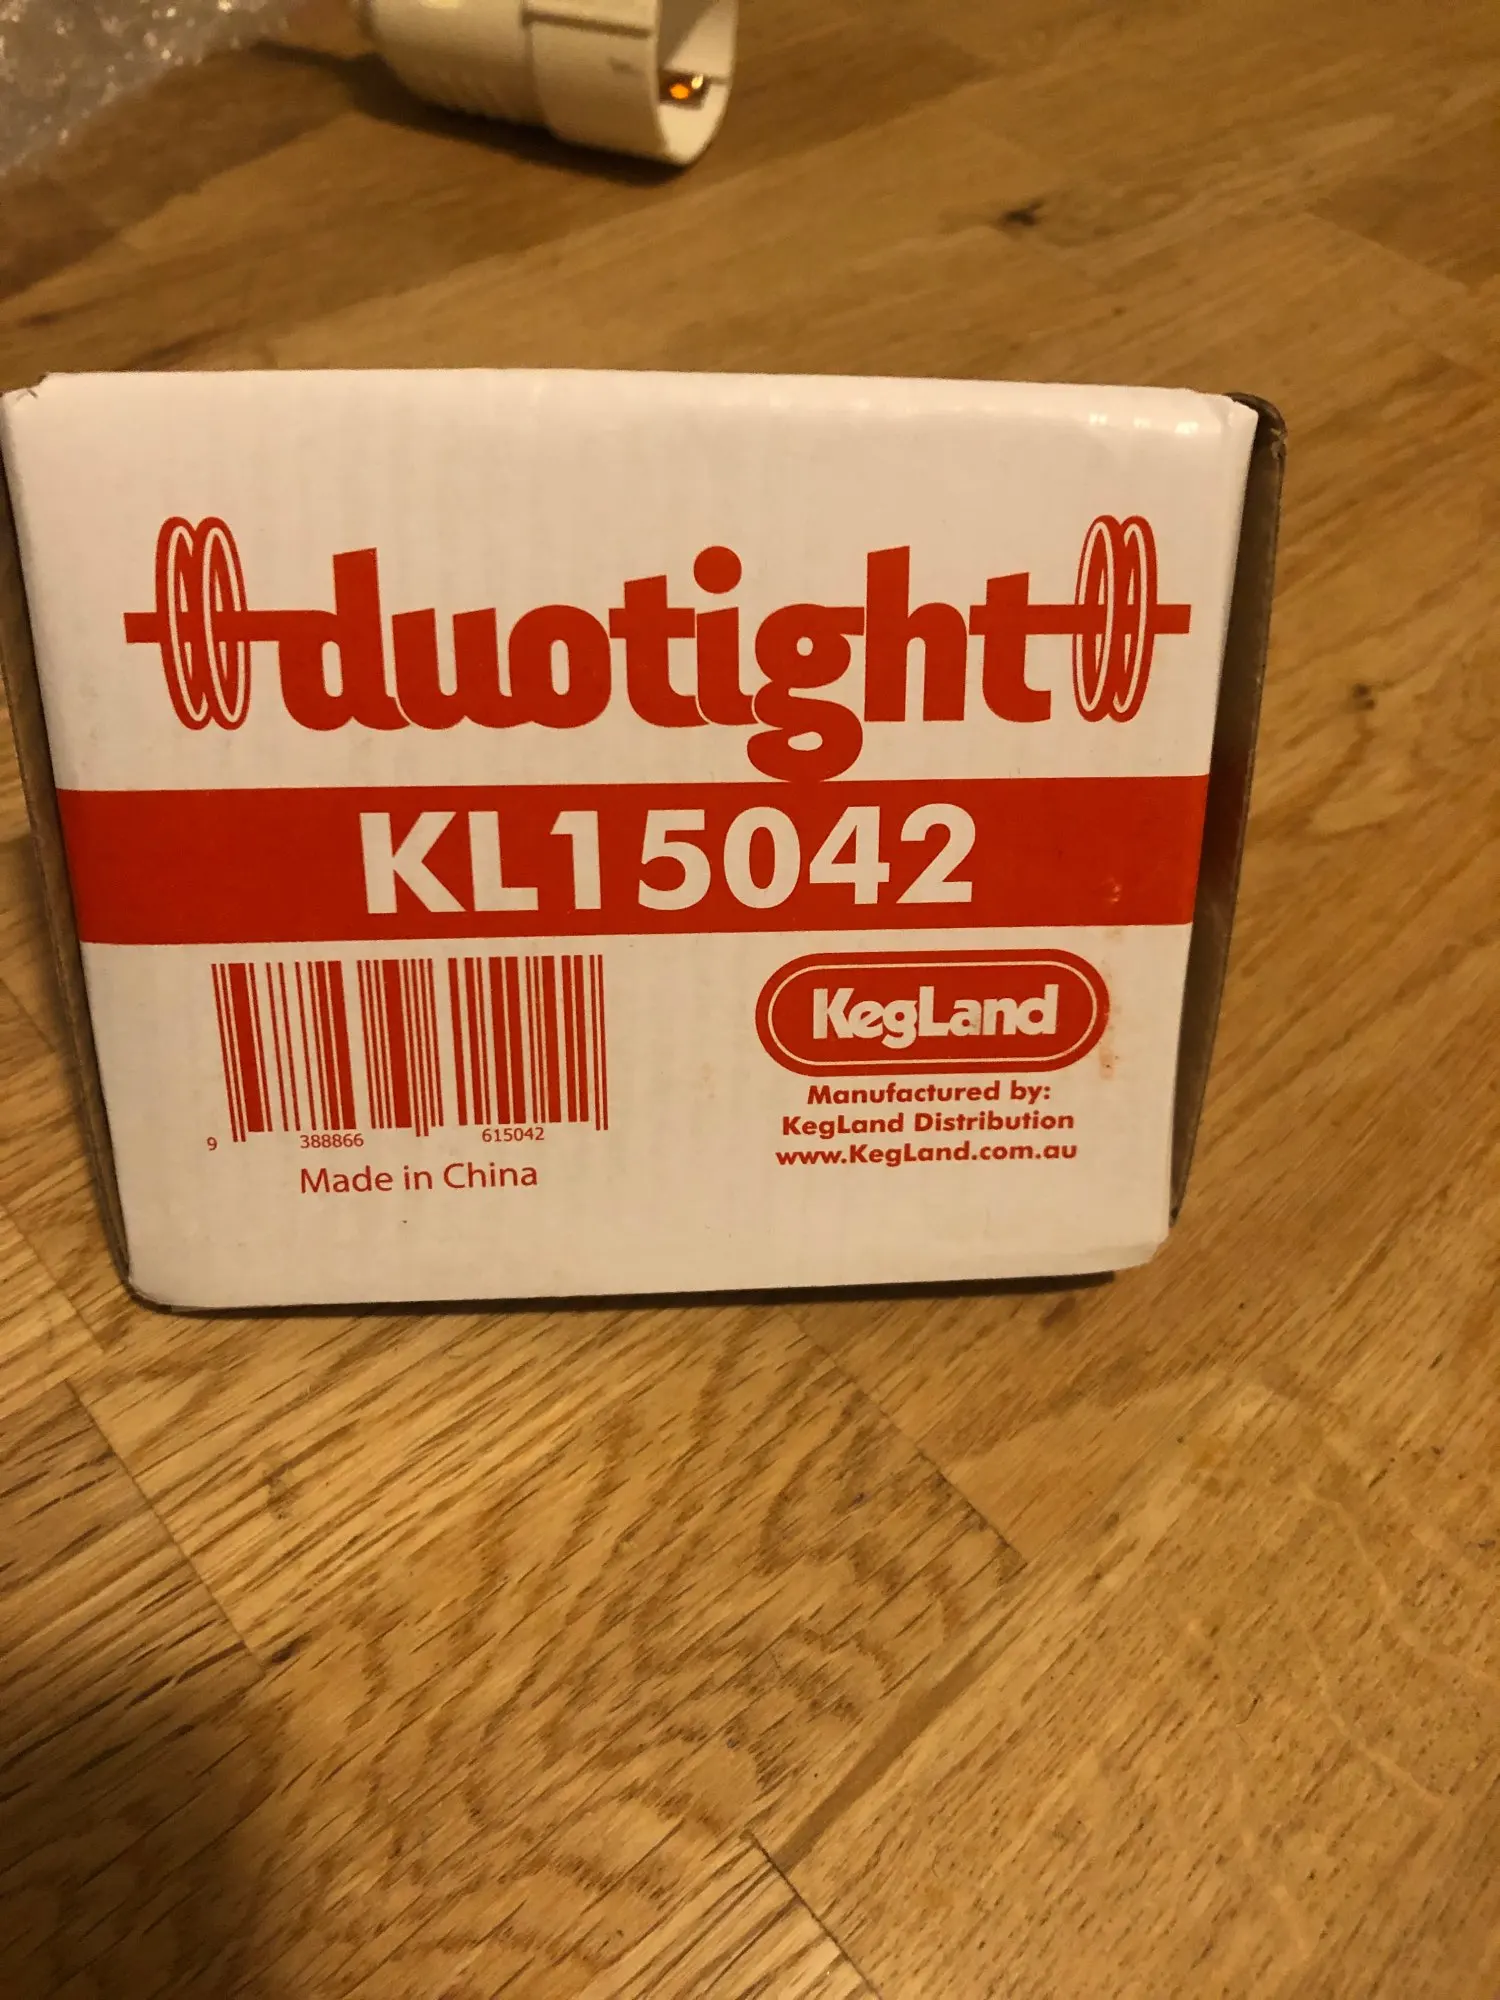 duotight
KL15042
9 388866 615042
Made in China
KegLand
Manufactured by:
KegLand Distribution
www.KegLand.com.au